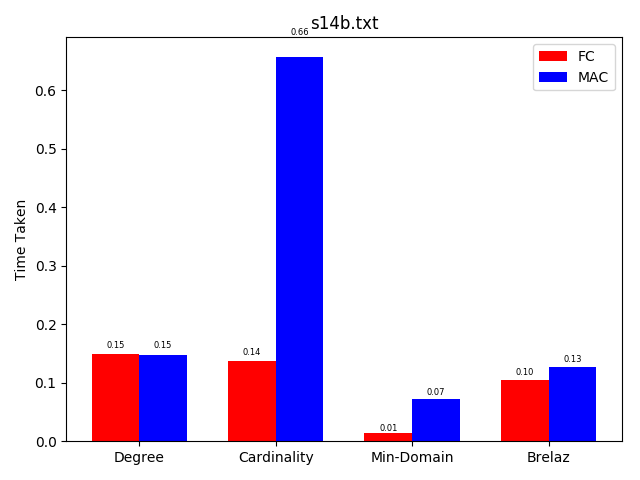 s14b.txt
0.66
FC
MAC
0.6
0.5
0.4
0.3
0.2
0.1
0.0
Time Taken
0.15
0.15
0.14
0.01
0.07
0.10
0.13
Degree
Cardinality
Min-Domain
Brelaz